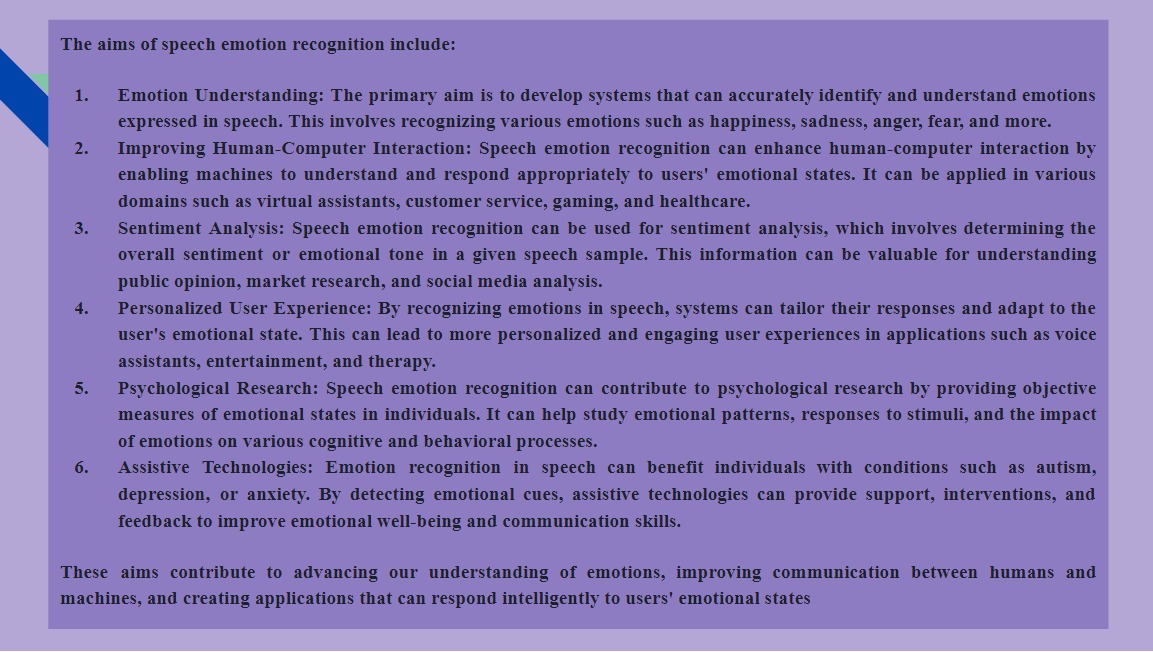 The aims of speech emotion recognition include:
1. Emotion Understanding: The primary aim is to develop systems that can accurately identify and understand emotions
expressed in speech. This involves recognizing various emotions such as happiness, sadness, anger, fear, and more.
2. Improving Human-Computer Interaction: Speech emotion recognition can enhance human-computer interaction by
enabling machines to understand and respond appropriately to users' emotional states. It can be applied in various
domains such as virtual assistants, customer service, gaming, and healthcare.
3. Sentiment Analysis: Speech emotion recognition can be used for sentiment analysis, which involves determining the
overall sentiment or emotional tone in a given speech sample. This information can be valuable for understanding
public opinion, market research, and social media analysis.
4. Personalized User Experience: By recognizing emotions in speech, systems can tailor their responses and adapt to the
user's emotional state. This can lead to more personalized and engaging user experiences in applications such as voice
assistants, entertainment, and therapy.
5. Psychological Research: Speech emotion recognition can contribute to psychological research by providing objective
measures of emotional states in individuals. It can help study emotional patterns, responses to stimuli, and the impact
of emotions on various cognitive and behavioral processes.
6. Assistive Technologies: Emotion recognition in speech can benefit individuals with conditions such as autism,
depression, or anxiety. By detecting emotional cues, assistive technologies can provide support, interventions, and
feedback to improve emotional well-being and communication skills.
These aims contribute to advancing our understanding of emotions, improving communication between humans and
machines, and creating applications that can respond intelligently to users' emotional states